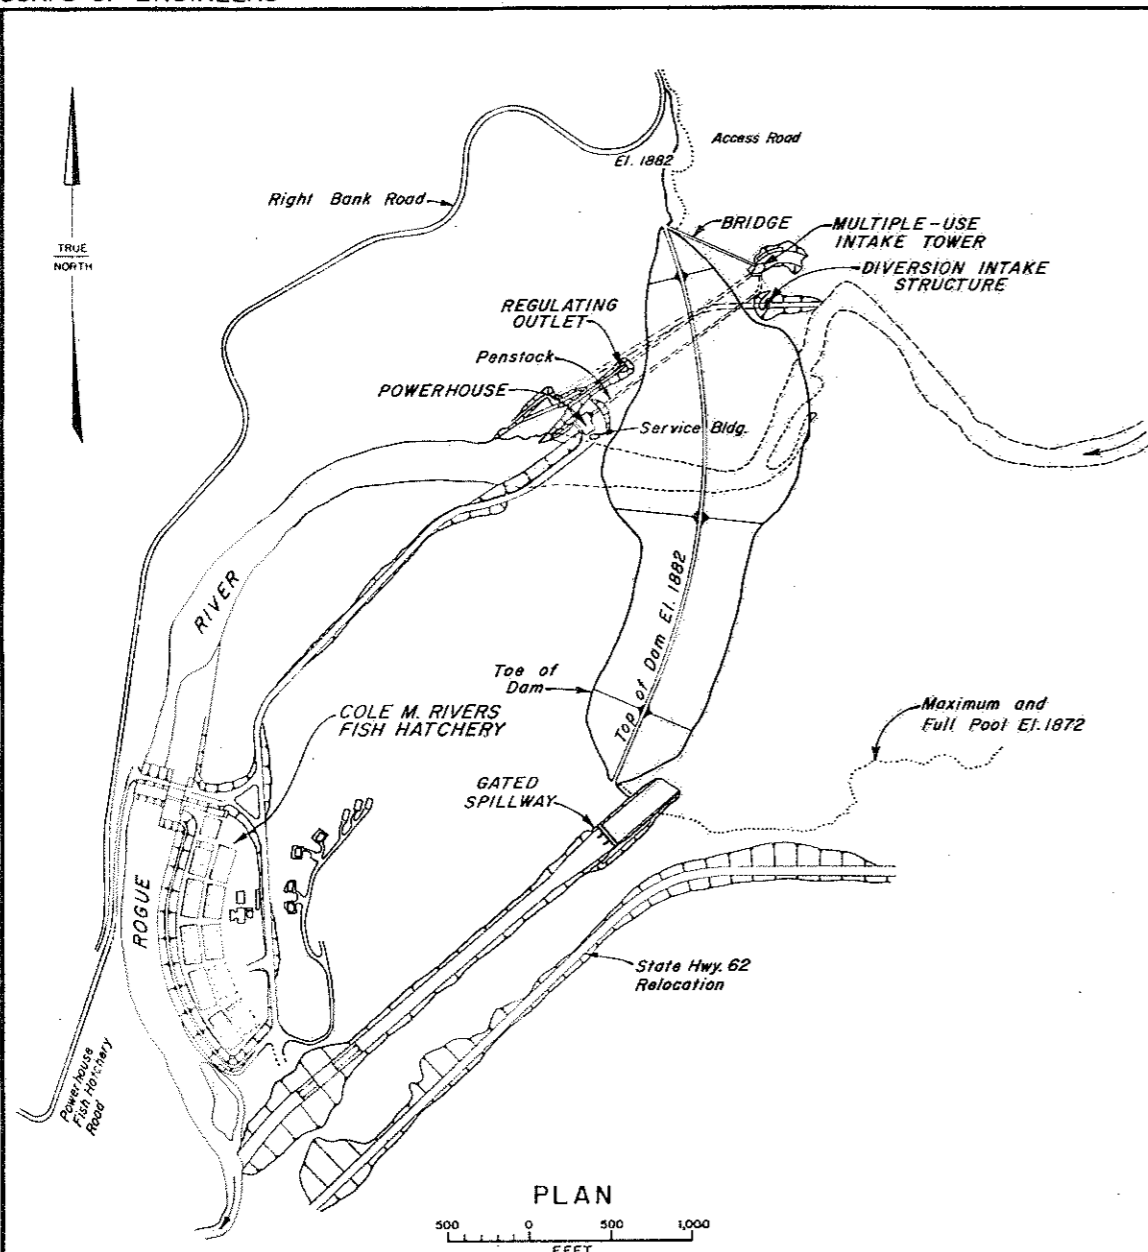 CORPS OF ENGINEERS
TRUE
NORTH
Access Road
El. 1882
Right Bank Road
BRIDGE
MULTIPLE-USE
INTAKE TOWER
DIVERSION INTAKE
STRUCTURE
REGULATING
OUTLET
Penstock
POWERHOUSE
Service Bldg.
RIVER
Top of Dam El. 1882
Toe of
Dam
COLE M. RIVERS
FISH HATCHERY
Maximum and
Full Pool El. 1872
GATED
SPILLWAY
ROGUE
State Hwy. 62
Relocation
Powerhouse
Fish Hatchery
Road
PLAN
500 0 500 1,000
FEET